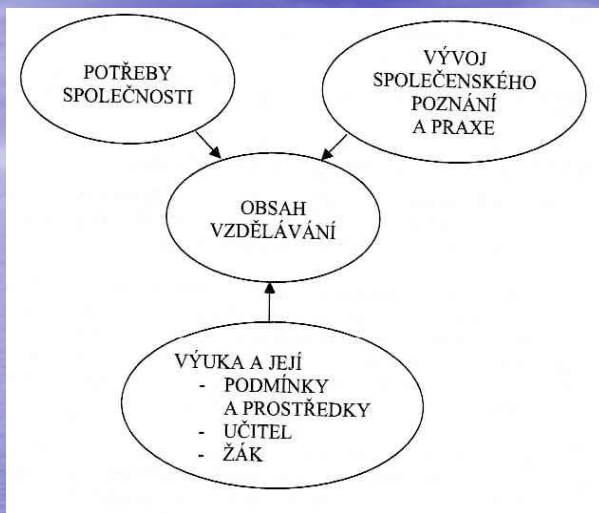 POTŘEBY
SPOLEČNOSTI
VÝVOJ
SPOLEČENSKÉHO
POZNÁNÍ
A PRAXE
OBSAH
VZDĚLÁVÁNÍ
VÝUKA A JEJÍ
- PODMÍNKY
A PROSTŘEDKY
- UČITEL
- ŽÁK